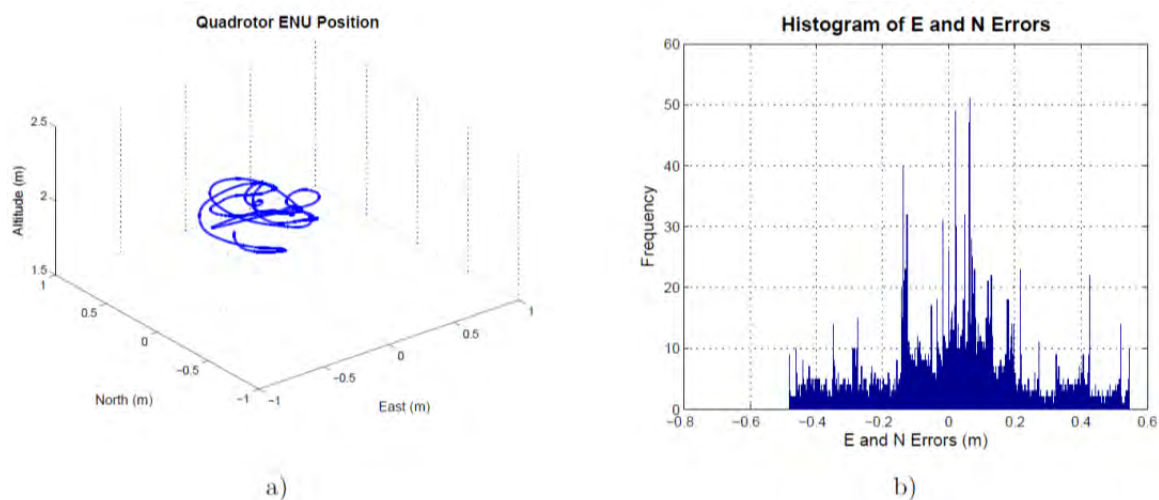 Quadrotor ENU Position
2.5
2
1.5
Altitude (m)
1
0.5
0
−0.5
−1
North (m)
−1
−0.5
0
0.5
1
East (m)
a)
Histogram of E and N Errors
60
50
40
30
20
10
0
Frequency
−0.8 −0.6 −0.4 −0.2 0 0.2 0.4 0.6
E and N Errors (m)
b)